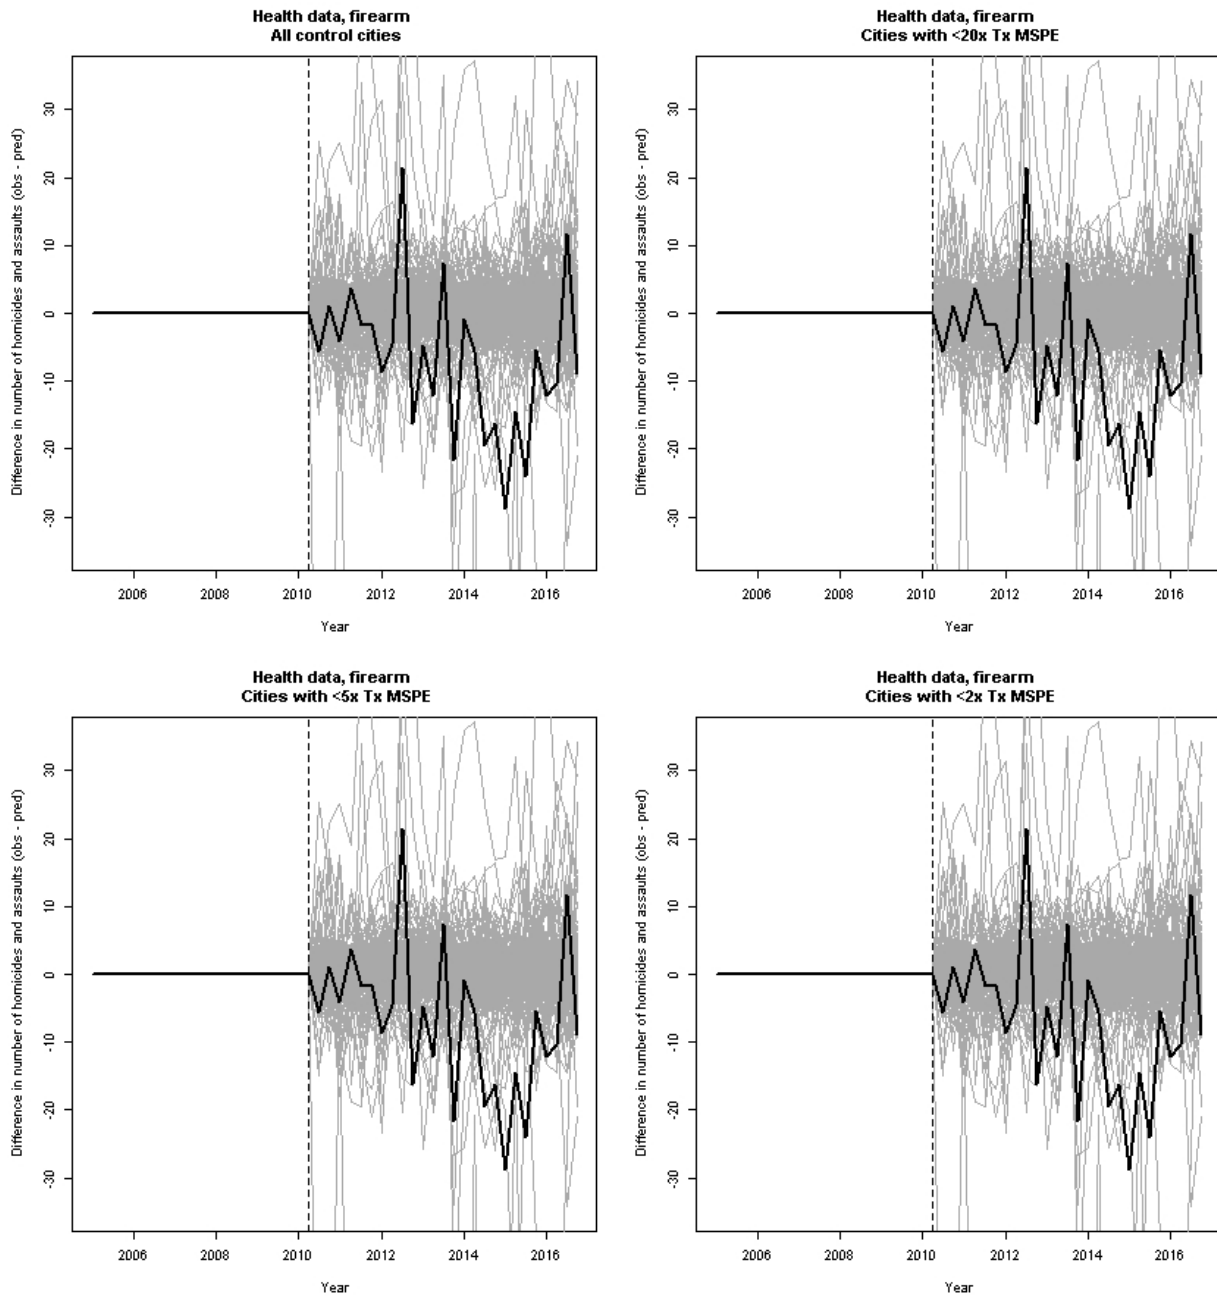 Health data, firearm
All control cities
Difference in number of homicides and assaults (obs - pred)
30
20
10
0
-10
-20
-30
2006 2008 2010 2012 2014 2016
Year
Health data, firearm
Cities with <20x Tx MSPE
Difference in number of homicides and assaults (obs - pred)
30
20
10
0
-10
-20
-30
2006 2008 2010 2012 2014 2016
Year
Health data, firearm
Cities with <5x Tx MSPE
Difference in number of homicides and assaults (obs - pred)
30
20
10
0
-10
-20
-30
2006 2008 2010 2012 2014 2016
Year
Health data, firearm
Cities with <2x Tx MSPE
Difference in number of homicides and assaults (obs - pred)
30
20
10
0
-10
-20
-30
2006 2008 2010 2012 2014 2016
Year